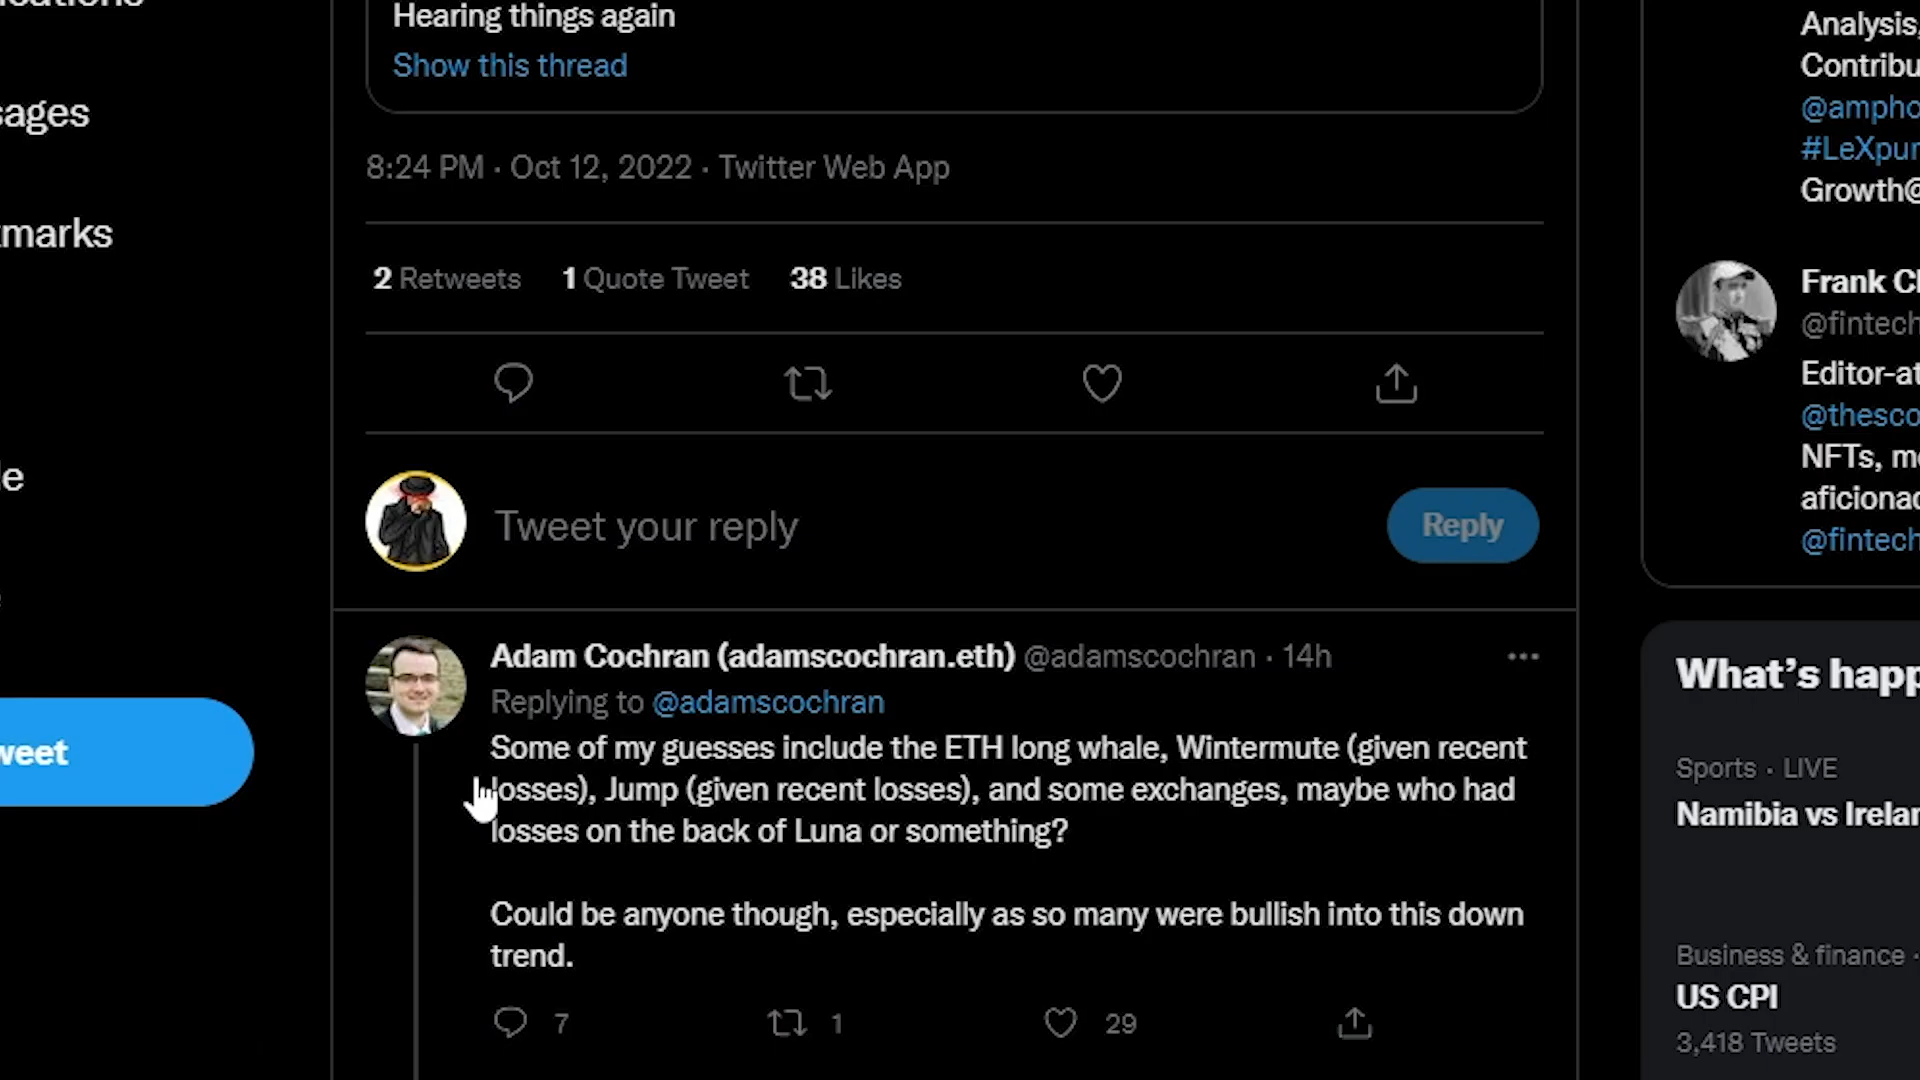 Hearing things again
Show this thread
8:24 PM · Oct 12, 2022 · Twitter Web App
2 Retweets 1 Quote Tweet 38 Likes
Tweet your reply
Reply
Adam Cochran (adamscochran.eth) @adamscochran · 14h
Replying to @adamscochran
Some of my guesses include the ETH long whale, Wintermute (given recent
losses), Jump (given recent losses), and some exchanges, maybe who had
losses on the back of Luna or something?
Could be anyone though, especially as so many were bullish into this down
trend.
7 1 29
sages
marks
le
weet
Analysis,
Contribu
@ampho
#LeXpun
Growth@
Frank C
@fintech
Editor-at
@thesco
NFTs, me
aficionad
@fintech
What's happ
Sports · LIVE
Namibia vs Irelan
Business & finance ·
US CPI
3,418 Tweets